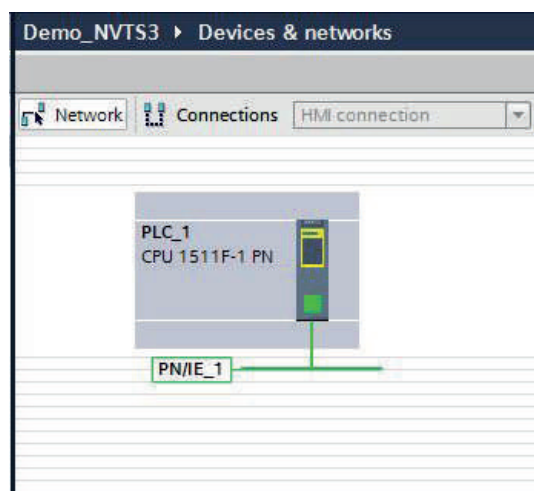 Demo_NVTS3 ▸ Devices & networks
Network Connections HMI connection
PLC_1
CPU 1511F-1 PN
PN/IE_1